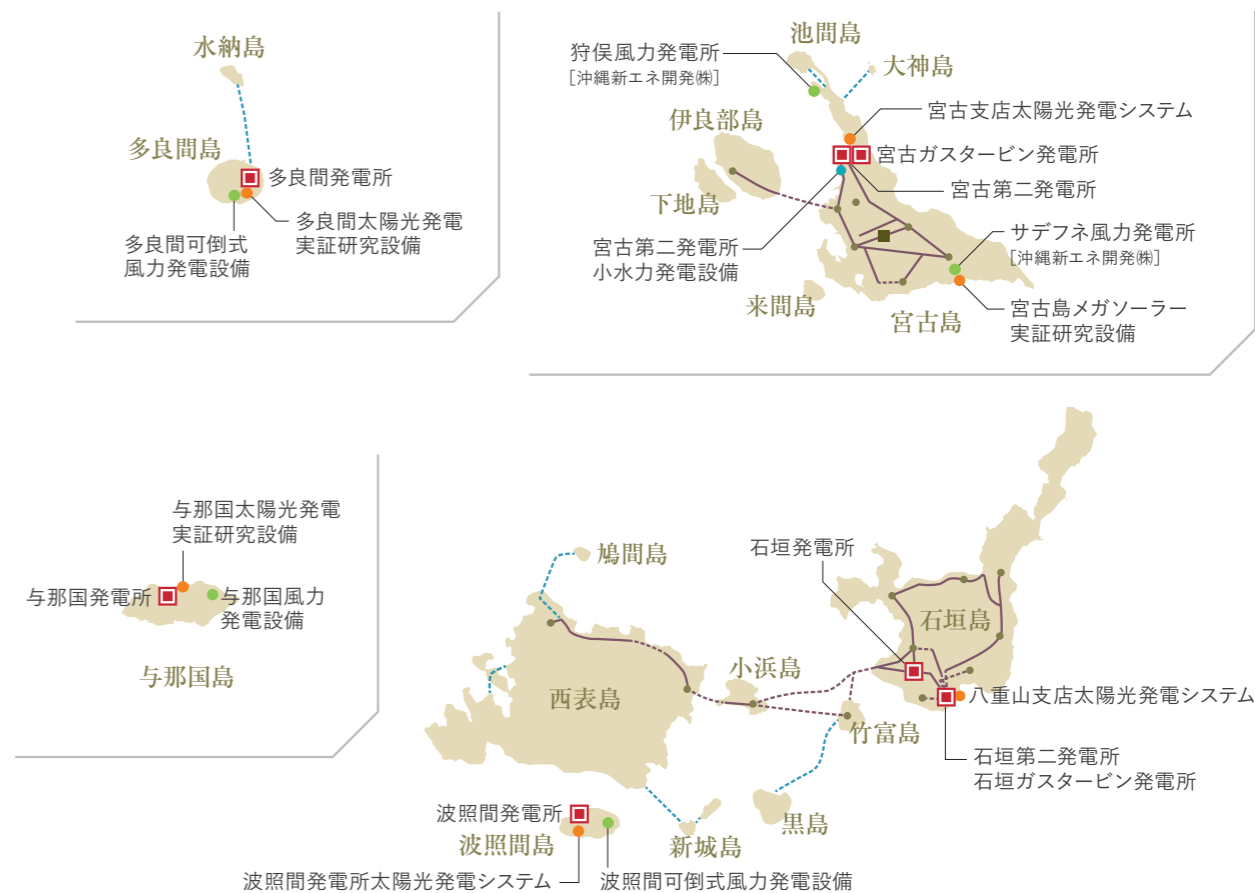 水納島
多良間島
多良間発電所
多良間太陽光発電
実証研究設備
多良間可倒式
風力発電設備
池間島
狩俣風力発電所
[沖縄新エネ開発㈱]
大神島
宮古支店太陽光発電システム
伊良部島
宮古ガスタービン発電所
宮古第二発電所
下地島
サデフネ風力発電所
[沖縄新エネ開発㈱]
宮古第二発電所
小水力発電設備
来間島
宮古島
宮古島メガソーラー
実証研究設備
与那国太陽光発電
実証研究設備
与那国発電所
与那国風力
発電設備
与那国島
鳩間島
石垣発電所
石垣島
小浜島
西表島
八重山支店太陽光発電システム
竹富島
石垣第二発電所
石垣ガスタービン発電所
波照間発電所
波照間島
新城島
黒島
波照間発電所太陽光発電システム
波照間可倒式風力発電設備